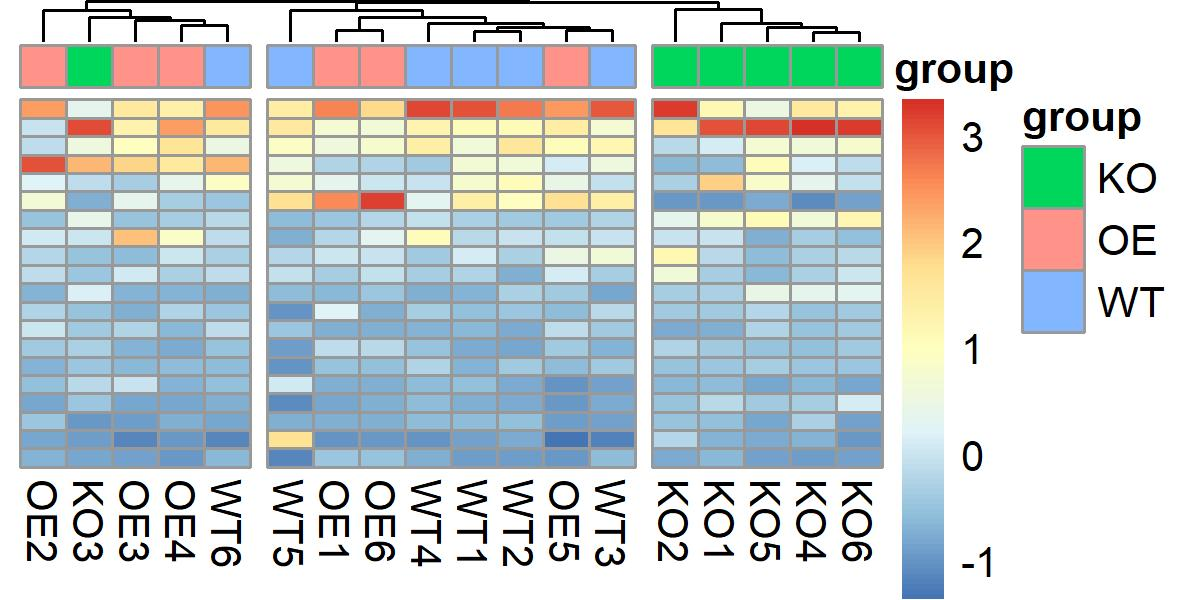 group
3
2
1
0
-1
group
KO
OE
WT
OE2
KO3
OE3
OE4
WT6
WT5
OE1
OE6
WT4
WT1
WT2
OE5
WT3
KO2
KO1
KO5
KO4
KO6